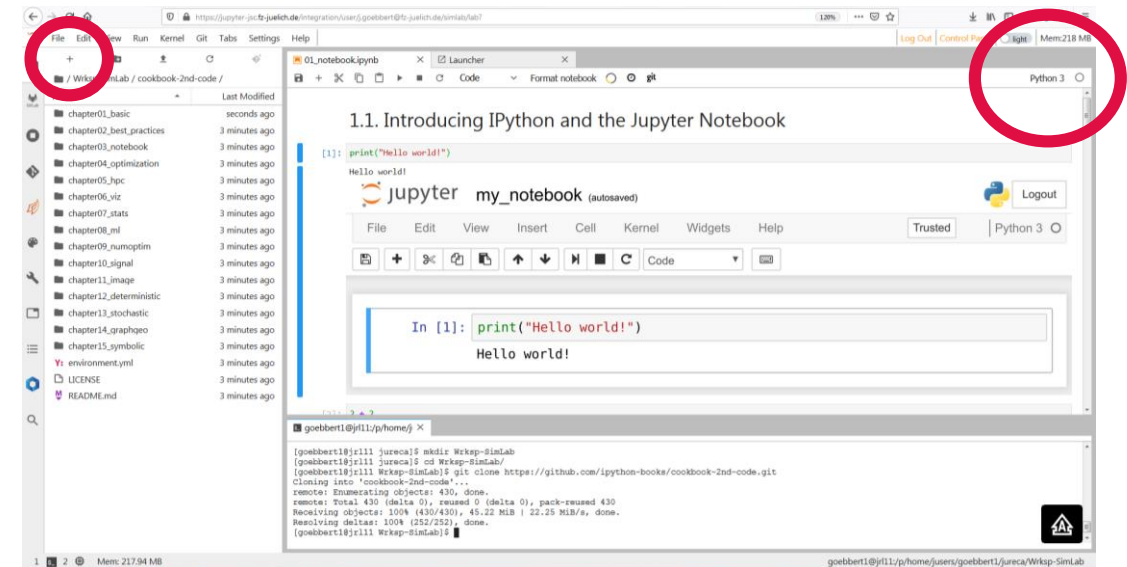 https://jupyter-jsc.fz-juelich.de/integration/user/j.goebbert@fz-juelich.de/simlab/lab?
120%
File Edit View Run Kernel Git Tabs Settings Help
Log Out Control light Mem:218 MB
01_notebook.ipynb Launcher
Code Format notebook git
Python 3
/ cookbook-2nd-code /
Last Modified
chapter01_basic seconds ago
chapter02_best_practices 3 minutes ago
chapter03_notebook 3 minutes ago
chapter04_optimization 3 minutes ago
chapter05_hpc 3 minutes ago
chapter06_viz 3 minutes ago
chapter07_stats 3 minutes ago
chapter08_ml 3 minutes ago
chapter09_numoptim 3 minutes ago
chapter10_signal 3 minutes ago
chapter11_image 3 minutes ago
chapter12_deterministic 3 minutes ago
chapter13_stochastic 3 minutes ago
chapter14_graphgeo 3 minutes ago
chapter15_symbolic 3 minutes ago
Y: environment.yml 3 minutes ago
LICENSE 3 minutes ago
README.md 3 minutes ago
1.1. Introducing IPython and the Jupyter Notebook
[1]: print("Hello world!")
Hello world!
jupyter my_notebook (autosaved)
Logout
File Edit View Insert Cell Kernel Widgets Help
Trusted Python 3
Code
In [1]: print("Hello world!")
Hello world!
goebbert1@jrl11:/p/home/j
[goebbert1@jrl11 jureca]$ mkdir Wrksp-SimLab
[goebbert1@jrl11 jureca]$ cd Wrksp-SimLab/
[goebbert1@jrl11 Wrksp-SimLab]$ git clone https://github.com/ipython-books/cookbook-2nd-code.git
Cloning into 'cookbook-2nd-code'...
remote: Enumerating objects: 430, done.
remote: Total 430 (delta 0), reused 0 (delta 0), pack-reused 430
Receiving objects: 100% (430/430), 45.22 MiB | 22.25 MiB/s, done.
Resolving deltas: 100% (252/252), done.
[goebbert1@jrl11 Wrksp-SimLab]$
1 2 Mem: 217.94 MB
goebbert1@jrl11:/p/home/jusers/goebbert1/jureca/Wrksp-SimLab